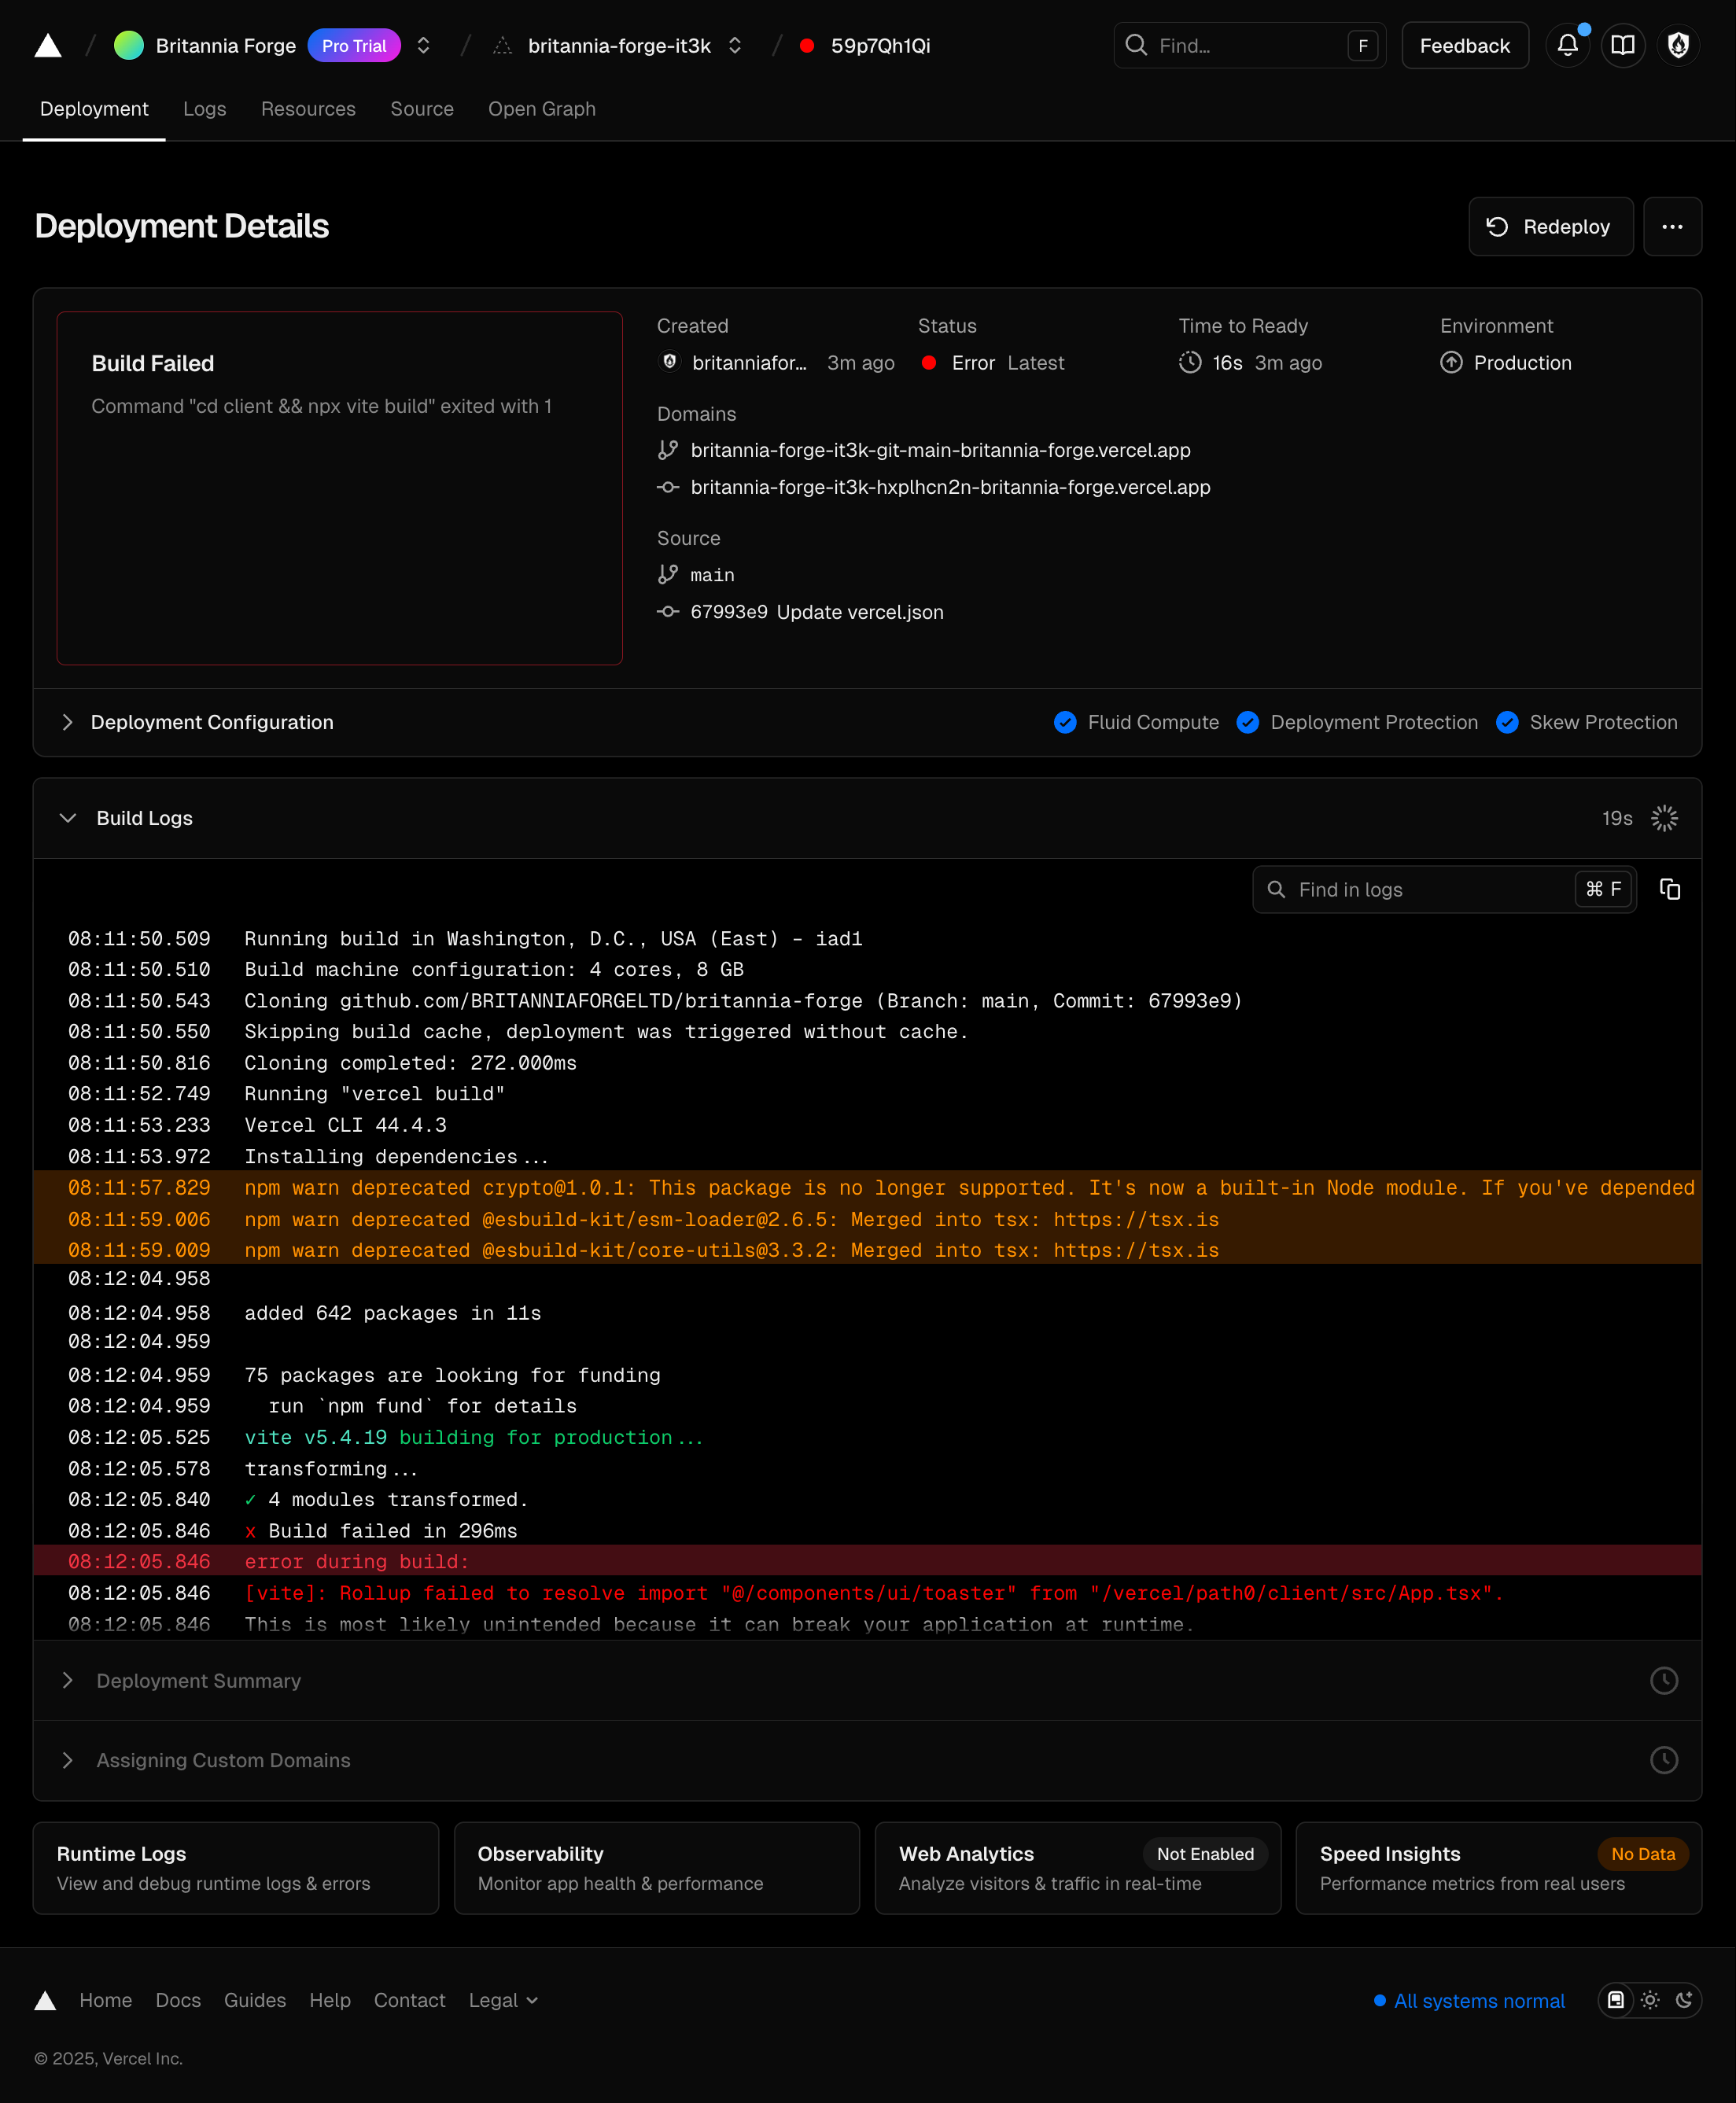 Britannia Forge Pro Trial / britannia-forge-it3k / 59p7Qh1Qi Find... F Feedback
Deployment Logs Resources Source Open Graph
Deployment Details
Redeploy
Build Failed
Command "cd client && npx vite build" exited with 1
Created Status Time to Ready Environment
britanniafor... 3m ago Error Latest 16s 3m ago Production
Domains
britannia-forge-it3k-git-main-britannia-forge.vercel.app
britannia-forge-it3k-hxplhcn2n-britannia-forge.vercel.app
Source
main
67993e9 Update vercel.json
Deployment Configuration Fluid Compute Deployment Protection Skew Protection
Build Logs 19s
Find in logs ⌘ F
08:11:50.509 Running build in Washington, D.C., USA (East) – iad1
08:11:50.510 Build machine configuration: 4 cores, 8 GB
08:11:50.543 Cloning github.com/BRITANNIAFORGELTD/britannia-forge (Branch: main, Commit: 67993e9)
08:11:50.550 Skipping build cache, deployment was triggered without cache.
08:11:50.816 Cloning completed: 272.000ms
08:11:52.749 Running "vercel build"
08:11:53.233 Vercel CLI 44.4.3
08:11:53.972 Installing dependencies...
08:11:57.829 npm warn deprecated crypto@1.0.1: This package is no longer supported. It's now a built-in Node module. If you've depended
08:11:59.006 npm warn deprecated @esbuild-kit/esm-loader@2.6.5: Merged into tsx: https://tsx.is
08:11:59.009 npm warn deprecated @esbuild-kit/core-utils@3.3.2: Merged into tsx: https://tsx.is
08:12:04.958
08:12:04.958 added 642 packages in 11s
08:12:04.959
08:12:04.959 75 packages are looking for funding
08:12:04.959 run `npm fund` for details
08:12:05.525 vite v5.4.19 building for production...
08:12:05.578 transforming...
08:12:05.840 ✓ 4 modules transformed.
08:12:05.846 x Build failed in 296ms
08:12:05.846 error during build:
08:12:05.846 [vite]: Rollup failed to resolve import "@/components/ui/toaster" from "/vercel/path0/client/src/App.tsx".
08:12:05.846 This is most likely unintended because it can break your application at runtime.
Deployment Summary
Assigning Custom Domains
Runtime Logs
View and debug runtime logs & errors
Observability
Monitor app health & performance
Web Analytics Not Enabled
Analyze visitors & traffic in real-time
Speed Insights No Data
Performance metrics from real users
Home Docs Guides Help Contact Legal All systems normal
© 2025, Vercel Inc.